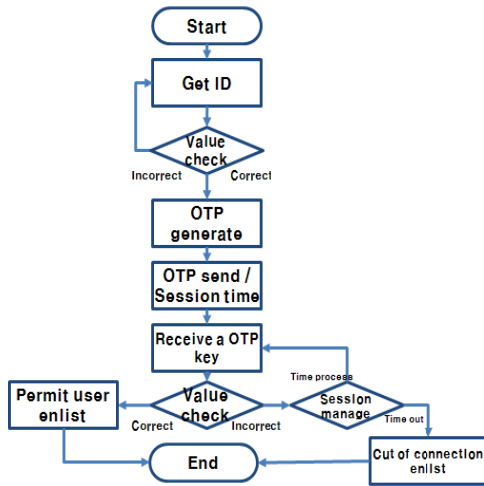 Start
Get ID
Value
check
Incorrect
Correct
OTP
generate
OTP send /
Session time
Receive a OTP
key
Time process
Permit user
enlist
Value
check
Session
manage
Correct
Incorrect
Time out
Cut of connection
enlist
End